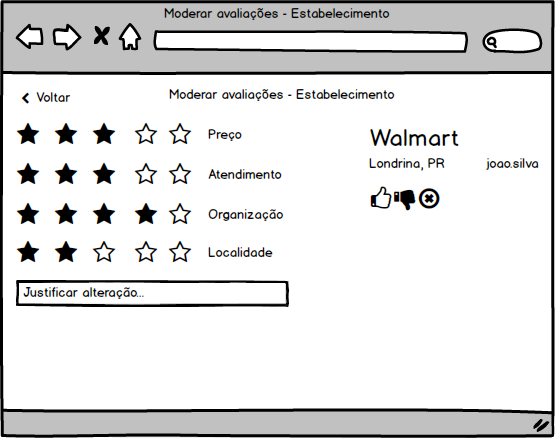 Moderar avaliações - Estabelecimento
Voltar
Moderar avaliações - Estabelecimento
Preço
Atendimento
Organização
Localidade
Justificar alteração...
Walmart
Londrina, PR
joao.silva